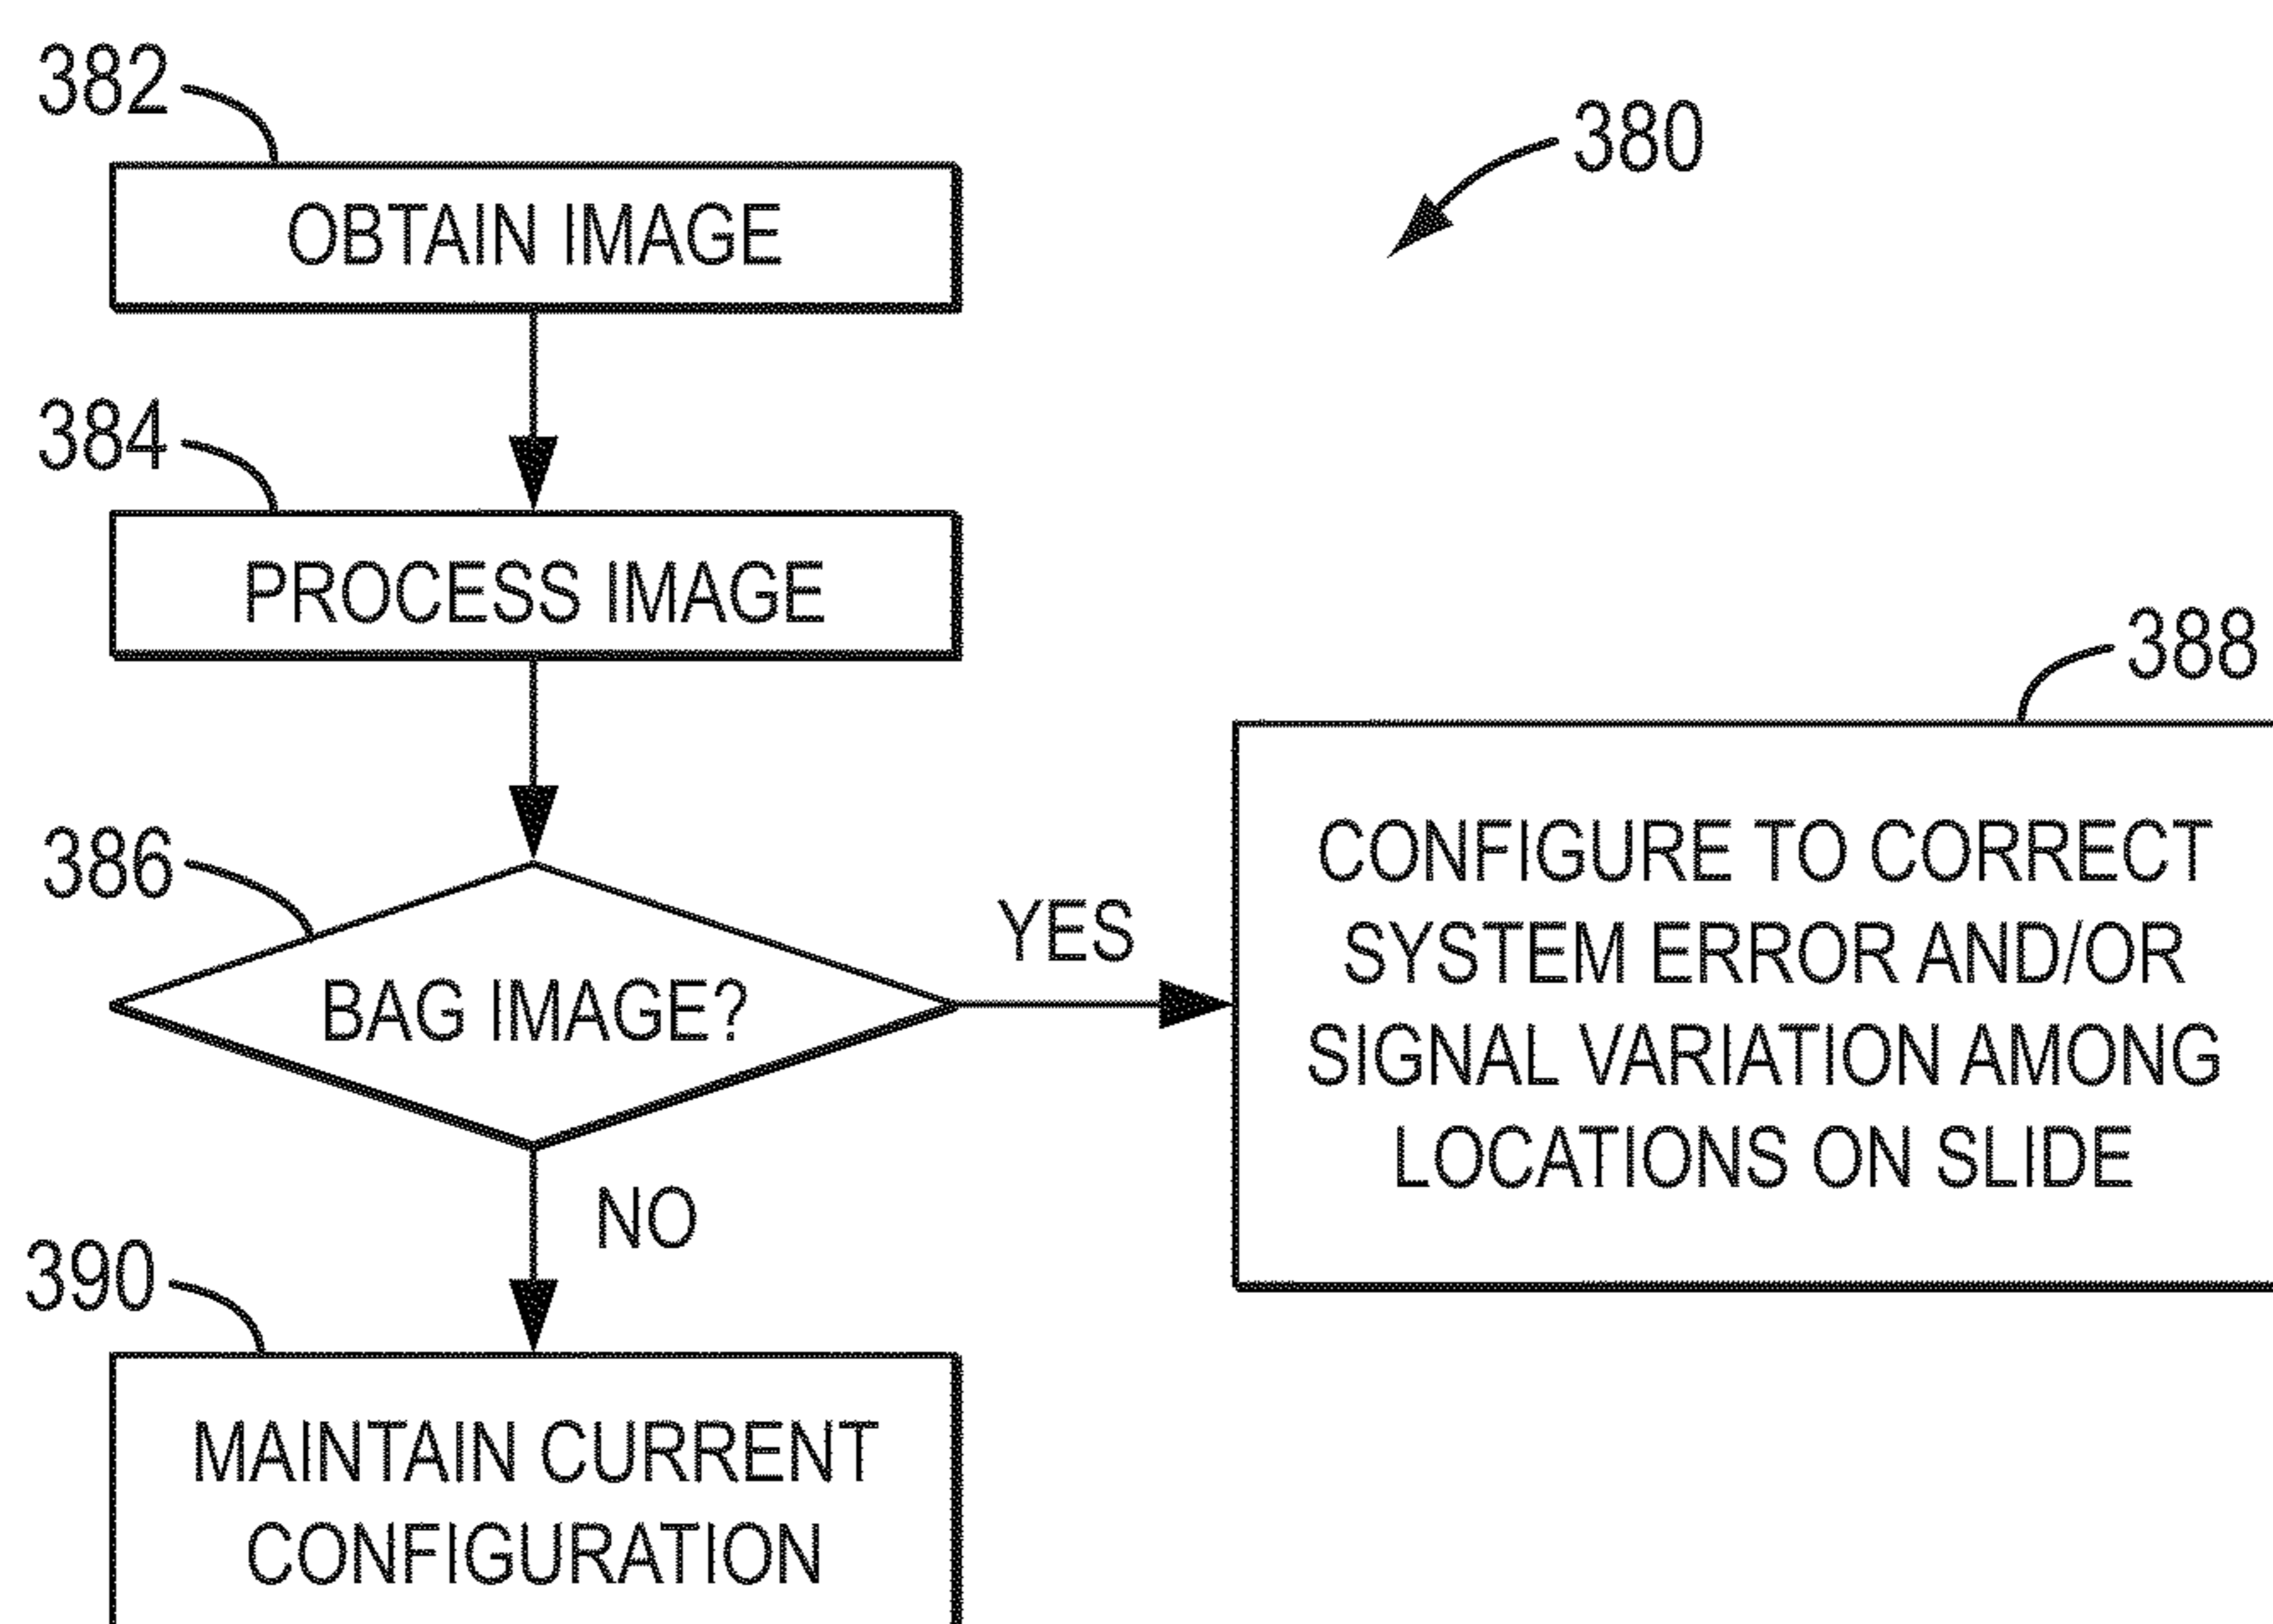 382
380
OBTAIN IMAGE
384
PROCESS IMAGE
388
386
BAG IMAGE?
YES
CONFIGURE TO CORRECT
SYSTEM ERROR AND/OR
SIGNAL VARIATION AMONG
LOCATIONS ON SLIDE
NO
390
MAINTAIN CURRENT
CONFIGURATION